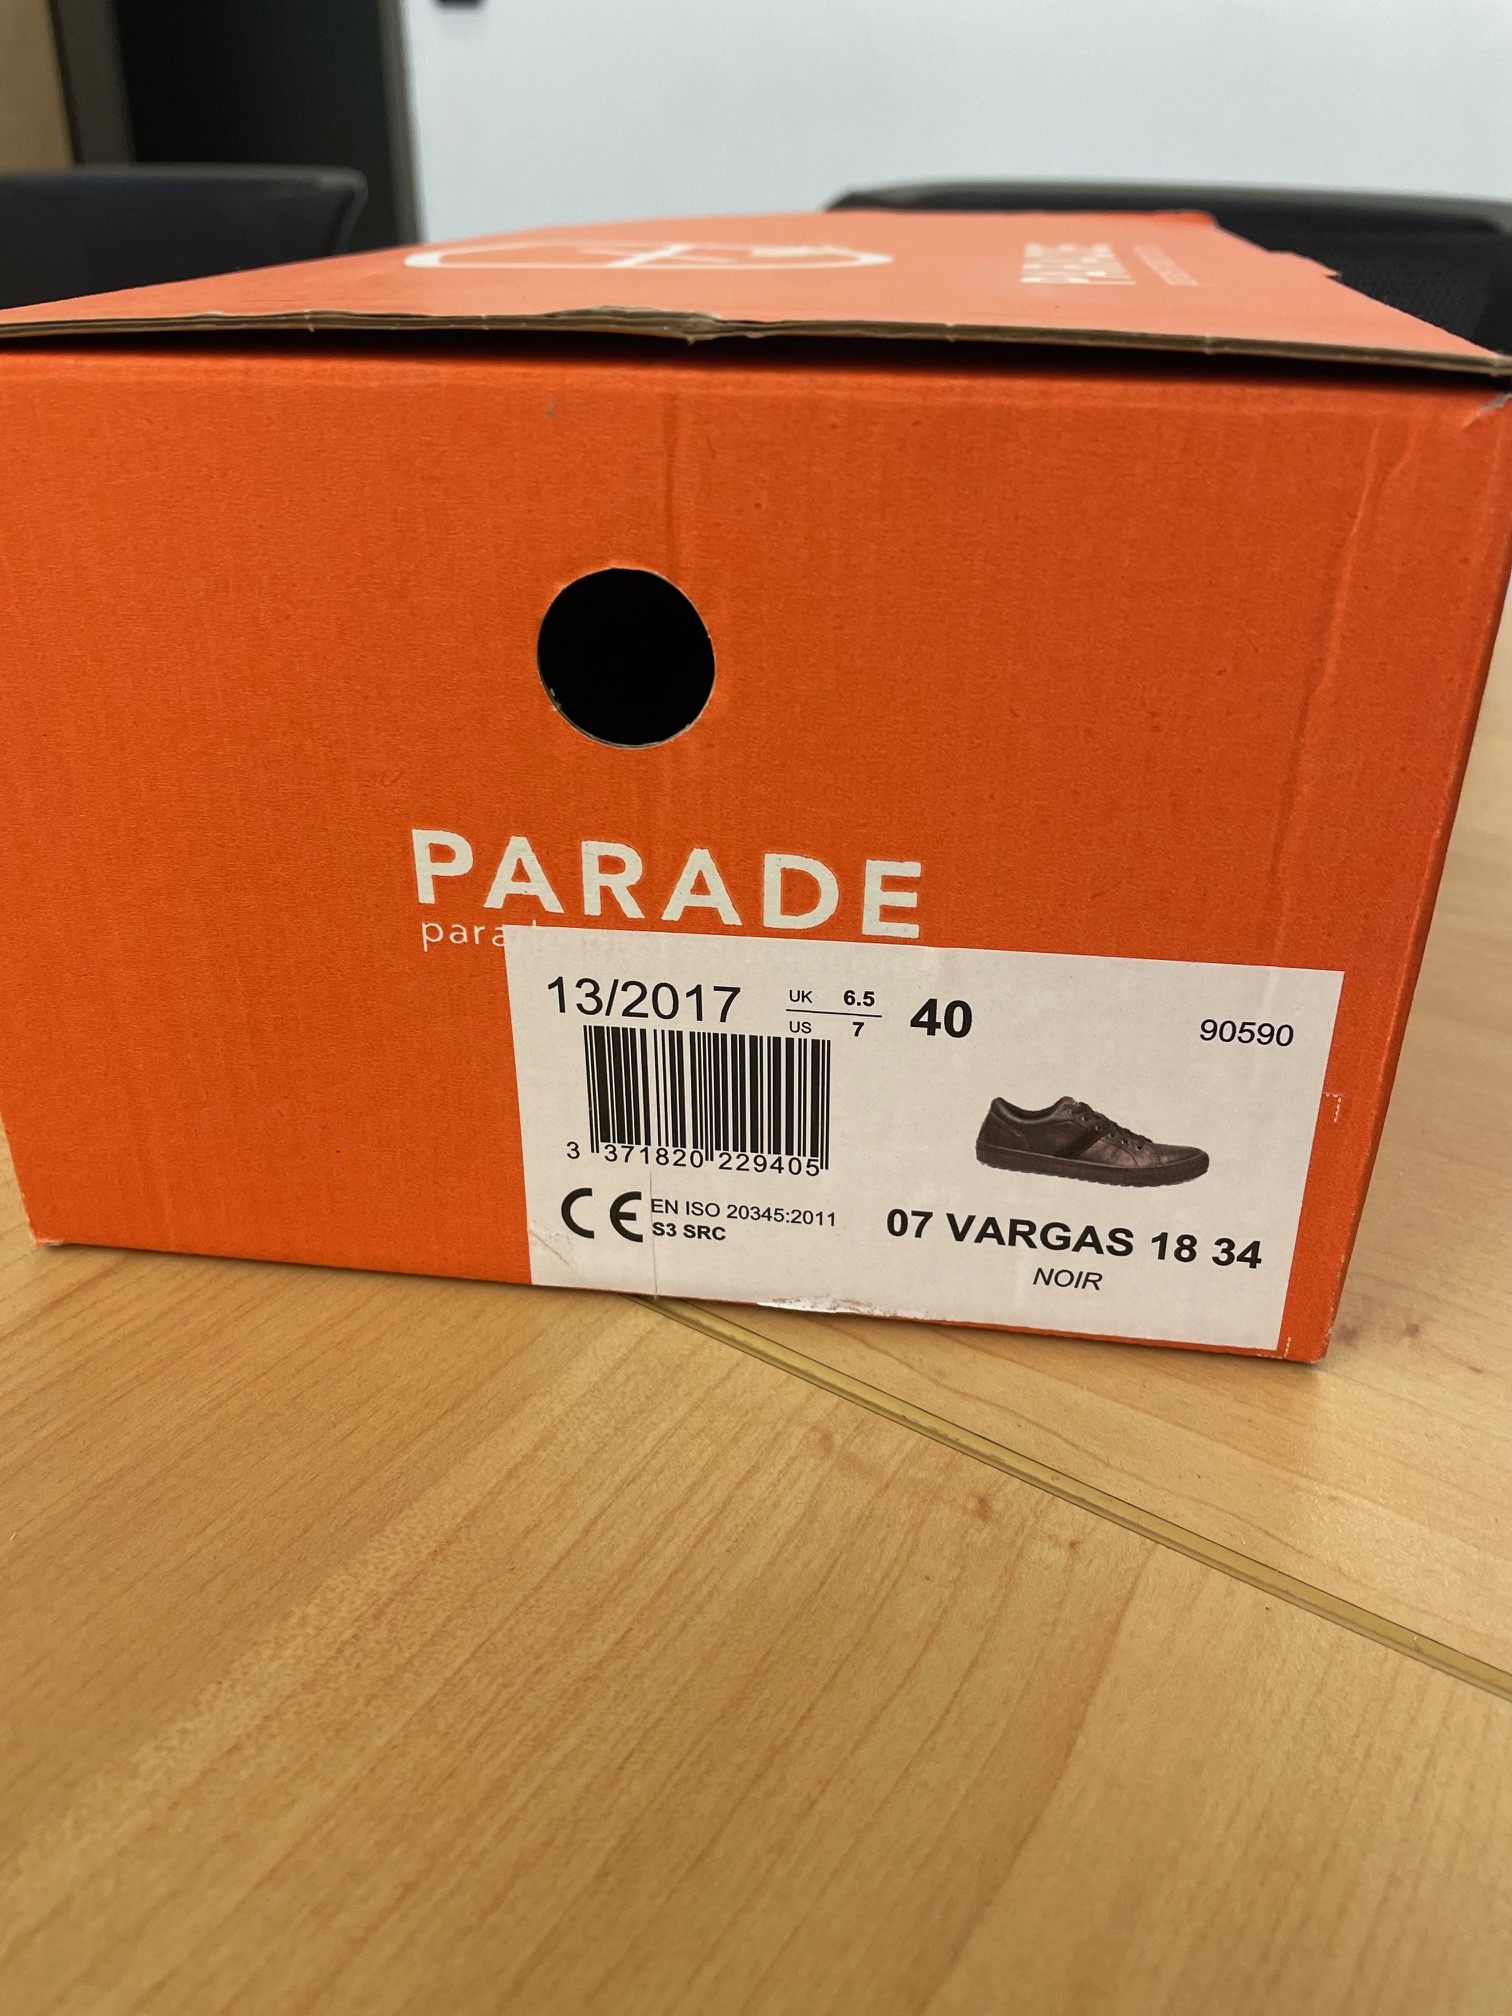 PARADE
PARADE
13/2017
UK 6.5
US 7
40
90590
3 371820 229405
CE
EN ISO 20345:2011
S3 SRC
07 VARGAS 18 34
NOIR